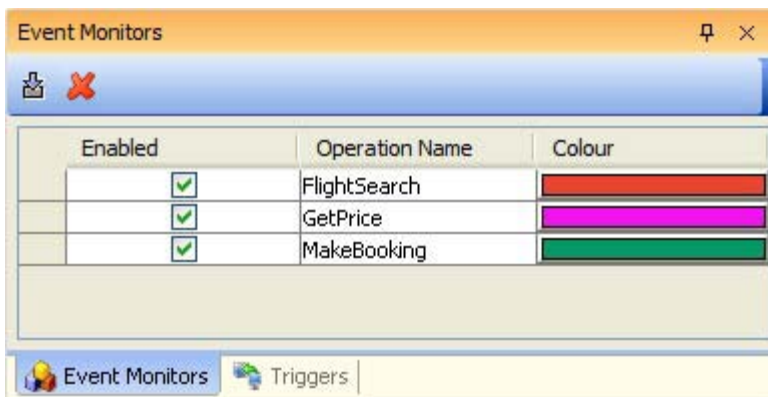 Event Monitors
Enabled Operation Name Colour
FlightSearch
GetPrice
MakeBooking
Event Monitors Triggers